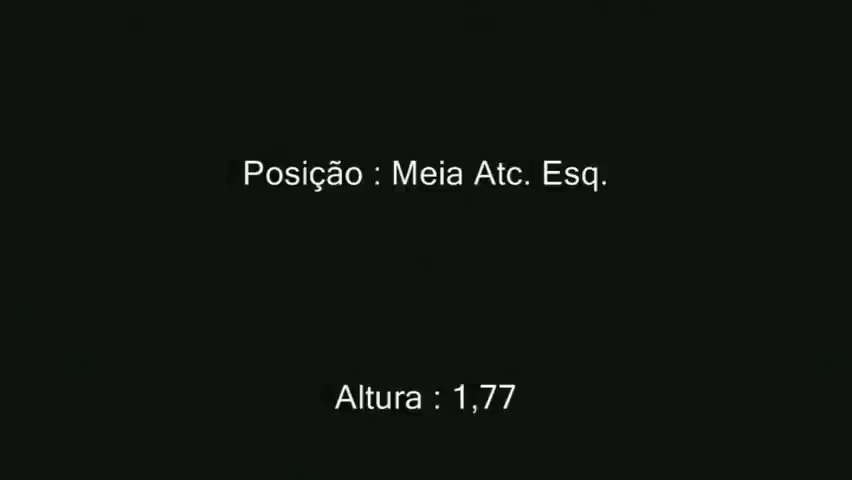 Posição : Meia Atc. Esq.
Altura : 1,77